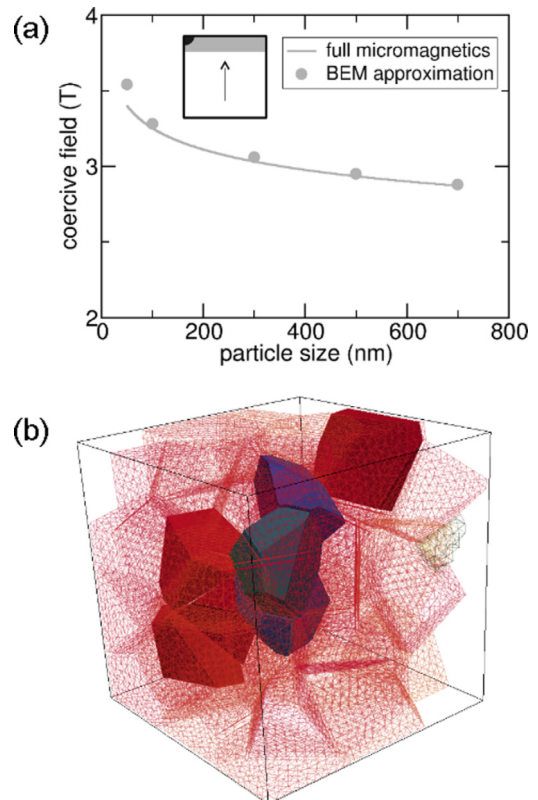 (a)
4
3
2
coercive field (T)
full micromagnetics
BEM approximation
0 200 400 600 800
particle size (nm)
(b)